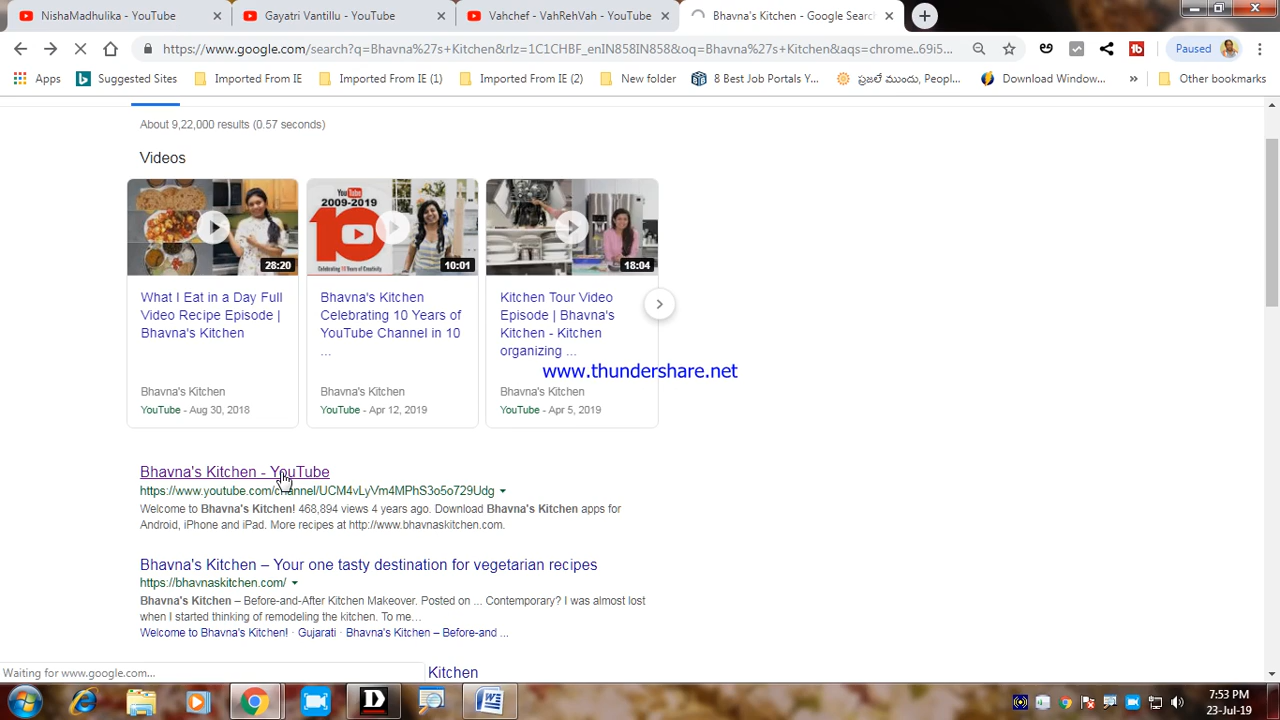 NishaMadhulika - YouTube
Gayatri Vantillu - YouTube
Vahchef - VahRehVah - YouTube
Bhavna's Kitchen - Google Search
https://www.google.com/search?q=Bhavna%27s+Kitchen&rlz=1C1CHBF_enIN858IN858&oq=Bhavna%27s+Kitchen&aqs=chrome..69i5...
Paused
Apps
Suggested Sites
Imported From IE
Imported From IE (1)
Imported From IE (2)
New folder
8 Best Job Portals Y...
ప్రజలే ముందు, Peopl...
Download Window...
»
Other bookmarks
About 9,22,000 results (0.57 seconds)
Videos
28:20
YouTube
2009-2019
10
Celebrating 10 Years of Creativity
10:01
18:04
What I Eat in a Day Full
Video Recipe Episode |
Bhavna's Kitchen
Bhavna's Kitchen
YouTube - Aug 30, 2018
Bhavna's Kitchen
Celebrating 10 Years of
YouTube Channel in 10
...
Bhavna's Kitchen
YouTube - Apr 12, 2019
Kitchen Tour Video
Episode | Bhavna's
Kitchen - Kitchen
organizing ...
Bhavna's Kitchen
YouTube - Apr 5, 2019
www.thundershare.net
Bhavna's Kitchen - YouTube
https://www.youtube.com/channel/UCM4vLyVm4MPhS3o5o729Udg
Welcome to Bhavna's Kitchen! 468,894 views 4 years ago. Download Bhavna's Kitchen apps for
Android, iPhone and iPad. More recipes at http://www.bhavnaskitchen.com.
Bhavna's Kitchen – Your one tasty destination for vegetarian recipes
https://bhavnaskitchen.com/
Bhavna's Kitchen – Before-and-After Kitchen Makeover. Posted on ... Contemporary? I was almost lost
when I started thinking of remodeling the kitchen. To me...
Welcome to Bhavna's Kitchen! · Gujarati · Bhavna's Kitchen – Before-and ...
Waiting for www.google.com...
Kitchen
7:53 PM
23-Jul-19